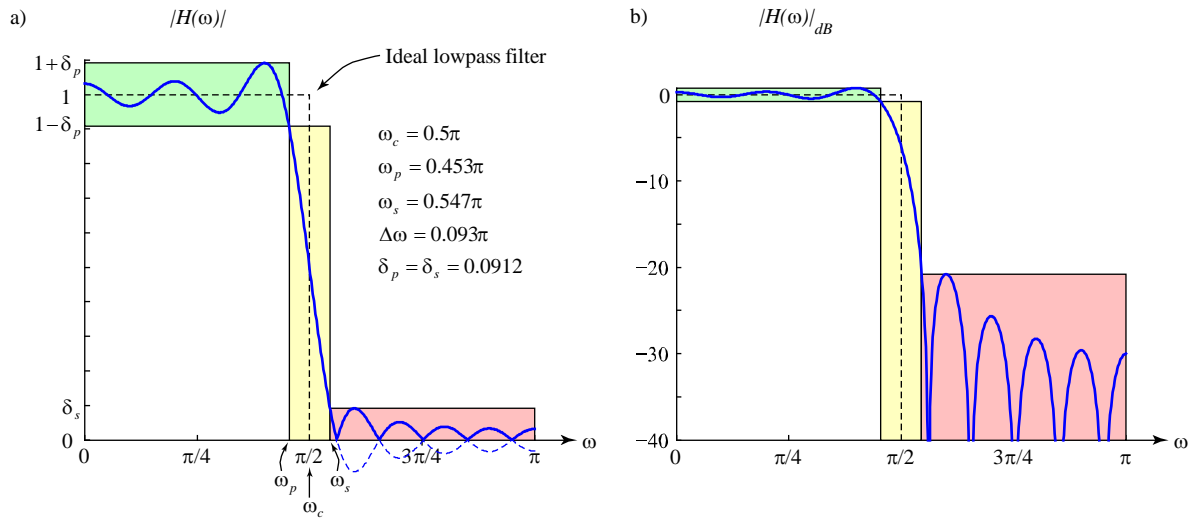 a)
|H(ω)|
1+δp
1
1−δp
δs
0
Ideal lowpass filter
ωc = 0.5π
ωp = 0.453π
ωs = 0.547π
Δω = 0.093π
δp = δs = 0.0912
0
π/4
π/2
3π/4
π
ω
ωp
ωc
ωs
b)
|H(ω)|dB
0
−10
−20
−30
−40
0
π/4
π/2
3π/4
π
ω